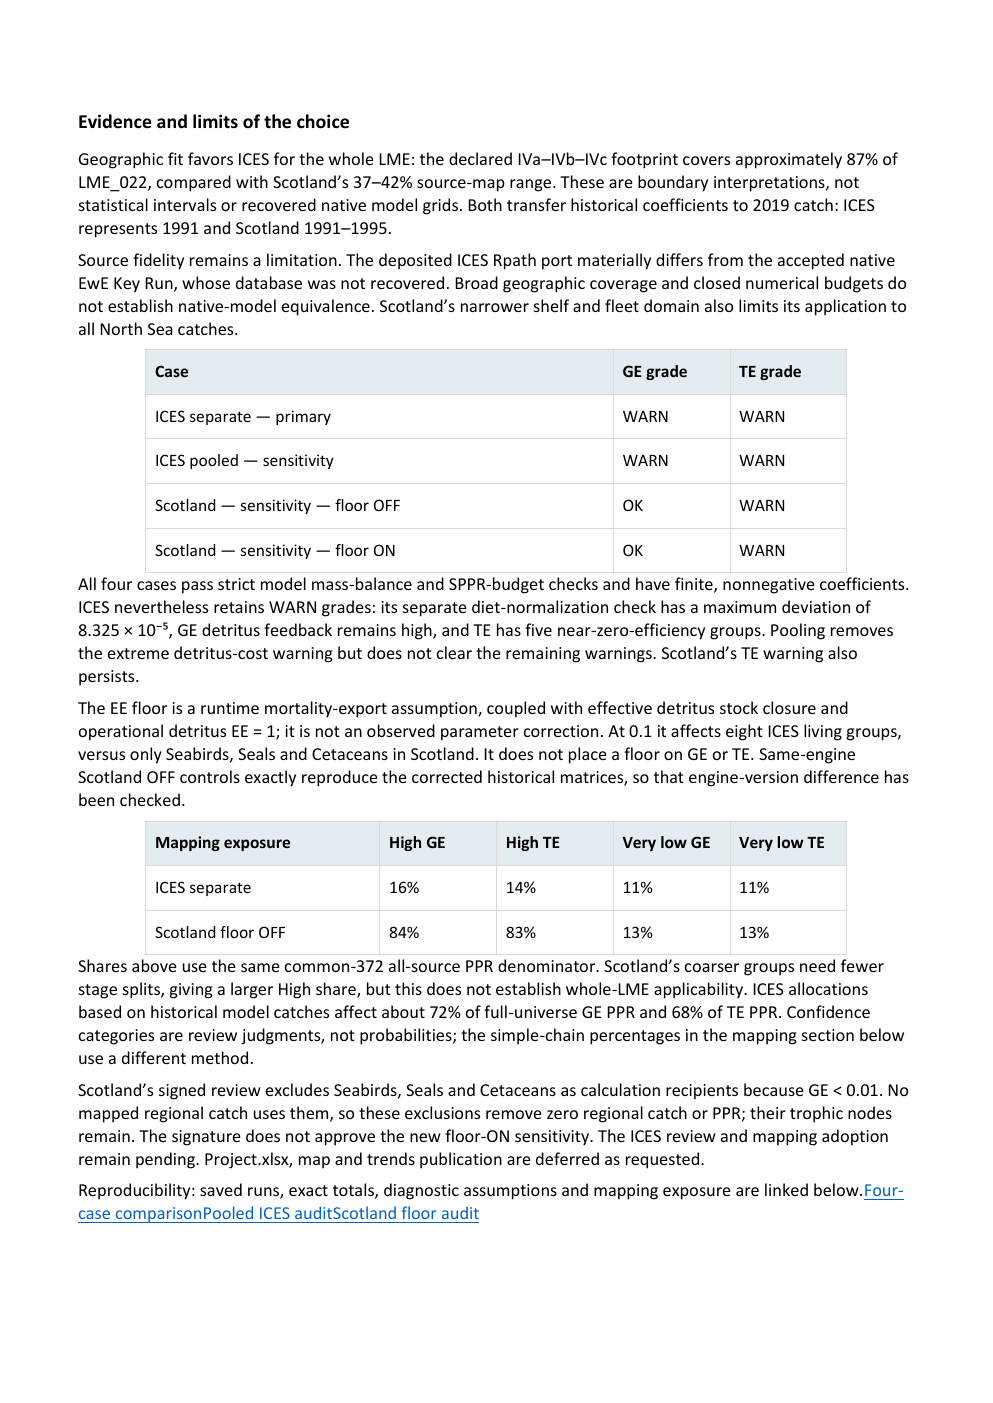 Evidence and limits of the choice
Geographic fit favors ICES for the whole LME: the declared IVa–IVb–IVc footprint covers approximately 87% of
LME_022, compared with Scotland’s 37–42% source-map range. These are boundary interpretations, not
statistical intervals or recovered native model grids. Both transfer historical coefficients to 2019 catch: ICES
represents 1991 and Scotland 1991–1995.
Source fidelity remains a limitation. The deposited ICES Rpath port materially differs from the accepted native
EwE Key Run, whose database was not recovered. Broad geographic coverage and closed numerical budgets do
not establish native-model equivalence. Scotland’s narrower shelf and fleet domain also limits its application to
all North Sea catches.
Case GE grade TE grade
ICES separate — primary WARN WARN
ICES pooled — sensitivity WARN WARN
Scotland — sensitivity — floor OFF OK WARN
Scotland — sensitivity — floor ON OK WARN
All four cases pass strict model mass-balance and SPPR-budget checks and have finite, nonnegative coefficients.
ICES nevertheless retains WARN grades: its separate diet-normalization check has a maximum deviation of
8.325 × 10⁻⁵, GE detritus feedback remains high, and TE has five near-zero-efficiency groups. Pooling removes
the extreme detritus-cost warning but does not clear the remaining warnings. Scotland’s TE warning also
persists.
The EE floor is a runtime mortality-export assumption, coupled with effective detritus stock closure and
operational detritus EE = 1; it is not an observed parameter correction. At 0.1 it affects eight ICES living groups,
versus only Seabirds, Seals and Cetaceans in Scotland. It does not place a floor on GE or TE. Same-engine
Scotland OFF controls exactly reproduce the corrected historical matrices, so that engine-version difference has
been checked.
Mapping exposure High GE High TE Very low GE Very low TE
ICES separate 16% 14% 11% 11%
Scotland floor OFF 84% 83% 13% 13%
Shares above use the same common-372 all-source PPR denominator. Scotland’s coarser groups need fewer
stage splits, giving a larger High share, but this does not establish whole-LME applicability. ICES allocations
based on historical model catches affect about 72% of full-universe GE PPR and 68% of TE PPR. Confidence
categories are review judgments, not probabilities; the simple-chain percentages in the mapping section below
use a different method.
Scotland’s signed review excludes Seabirds, Seals and Cetaceans as calculation recipients because GE < 0.01. No
mapped regional catch uses them, so these exclusions remove zero regional catch or PPR; their trophic nodes
remain. The signature does not approve the new floor-ON sensitivity. The ICES review and mapping adoption
remain pending. Project.xlsx, map and trends publication are deferred as requested.
Reproducibility: saved runs, exact totals, diagnostic assumptions and mapping exposure are linked below.Four-
case comparisonPooled ICES auditScotland floor audit